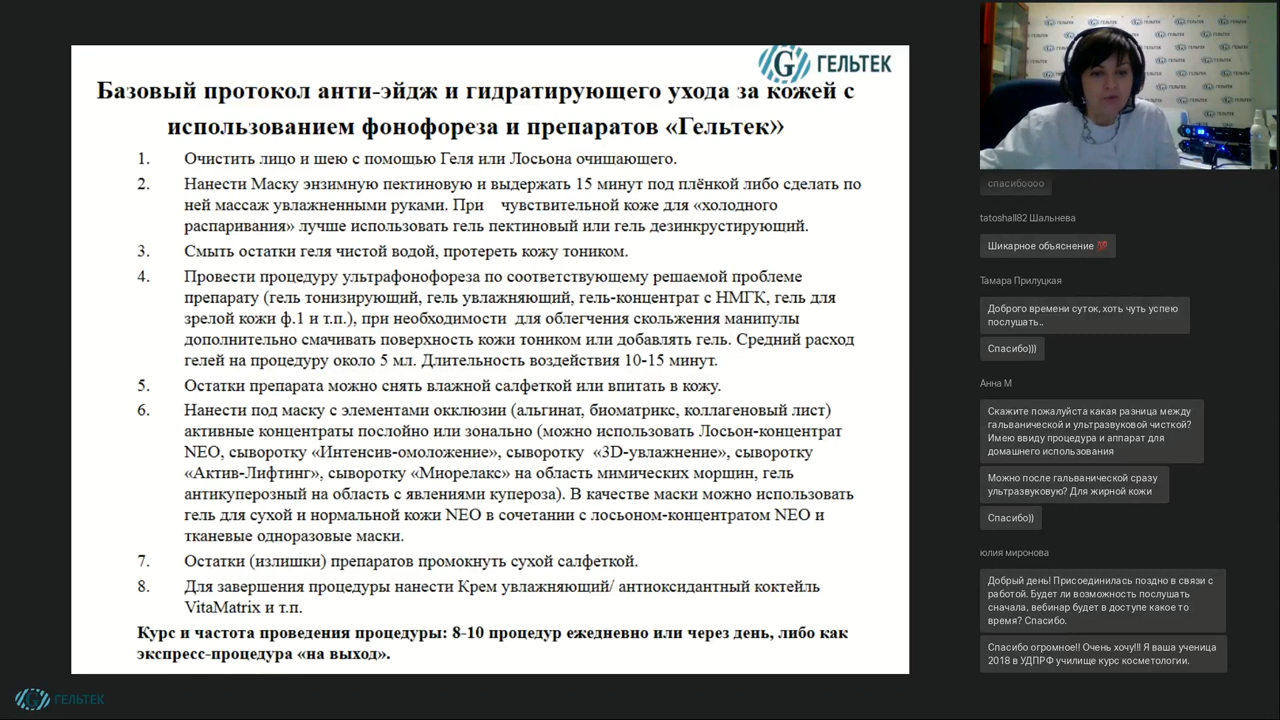 ГЕЛЬТЕК
Базовый протокол анти-эйдж и гидратирующего ухода за кожей с
использованием фонофореза и препаратов «Гельтек»
1. Очистить лицо и шею с помощью Геля или Лосьона очищающего.
2. Нанести Маску энзимную пектиновую и выдержать 15 минут под плёнкой либо сделать по
ней массаж увлажненными руками. При чувствительной коже для «холодного
распаривания» лучше использовать гель пектиновый или гель дезинкрустирующий.
3. Смыть остатки геля чистой водой, протереть кожу тоником.
4. Провести процедуру ультрафонофореза по соответствующему решаемой проблеме
препарату (гель тонизирующий, гель увлажняющий, гель-концентрат с НМГК, гель для
зрелой кожи ф.1 и т.п.), при необходимости для облегчения скольжения манипулы
дополнительно смачивать поверхность кожи тоником или добавлять гель. Средний расход
гелей на процедуру около 5 мл. Длительность воздействия 10-15 минут.
5. Остатки препарата можно снять влажной салфеткой или впитать в кожу.
6. Нанести под маску с элементами окклюзии (альгинат, биоматрикс, коллагеновый лист)
активные концентраты послойно или зонально (можно использовать Лосьон-концентрат
NEO, сыворотку «Интенсив-омоложение», сыворотку «3D-увлажнение», сыворотку
«Актив-Лифтинг», сыворотку «Миорелакс» на область мимических морщин, гель
антикуперозный на область с явлениями купероза). В качестве маски можно использовать
гель для сухой и нормальной кожи NEO в сочетании с лосьоном-концентратом NEO и
тканевые одноразовые маски.
7. Остатки (излишки) препаратов промокнуть сухой салфеткой.
8. Для завершения процедуры нанести Крем увлажняющий/ антиоксидантный коктейль
VitaMatrix и т.п.
Курс и частота проведения процедуры: 8-10 процедур ежедневно или через день, либо как
экспресс-процедура «на выход».
ГЕЛЬТЕК
спасибоооо
tatoshall82 Шальнева
Шикарное объяснение 💯
Тамара Прилуцкая
Доброго времени суток, хоть чуть успею
послушать..
Спасибо)))
Анна М
Скажите пожалуйста какая разница между
гальванической и ультразвуковой чисткой?
Имею ввиду процедура и аппарат для
домашнего использования
Можно после гальванической сразу
ультразвуковую? Для жирной кожи
Спасибо))
юлия миронова
Добрый день! Присоединилась поздно в связи с
работой. Будет ли возможность послушать
сначала, вебинар будет в доступе какое то
время? Спасибо.
Спасибо огромное!! Очень хочу!!! Я ваша ученица
2018 в УДПРФ училище курс косметологии.